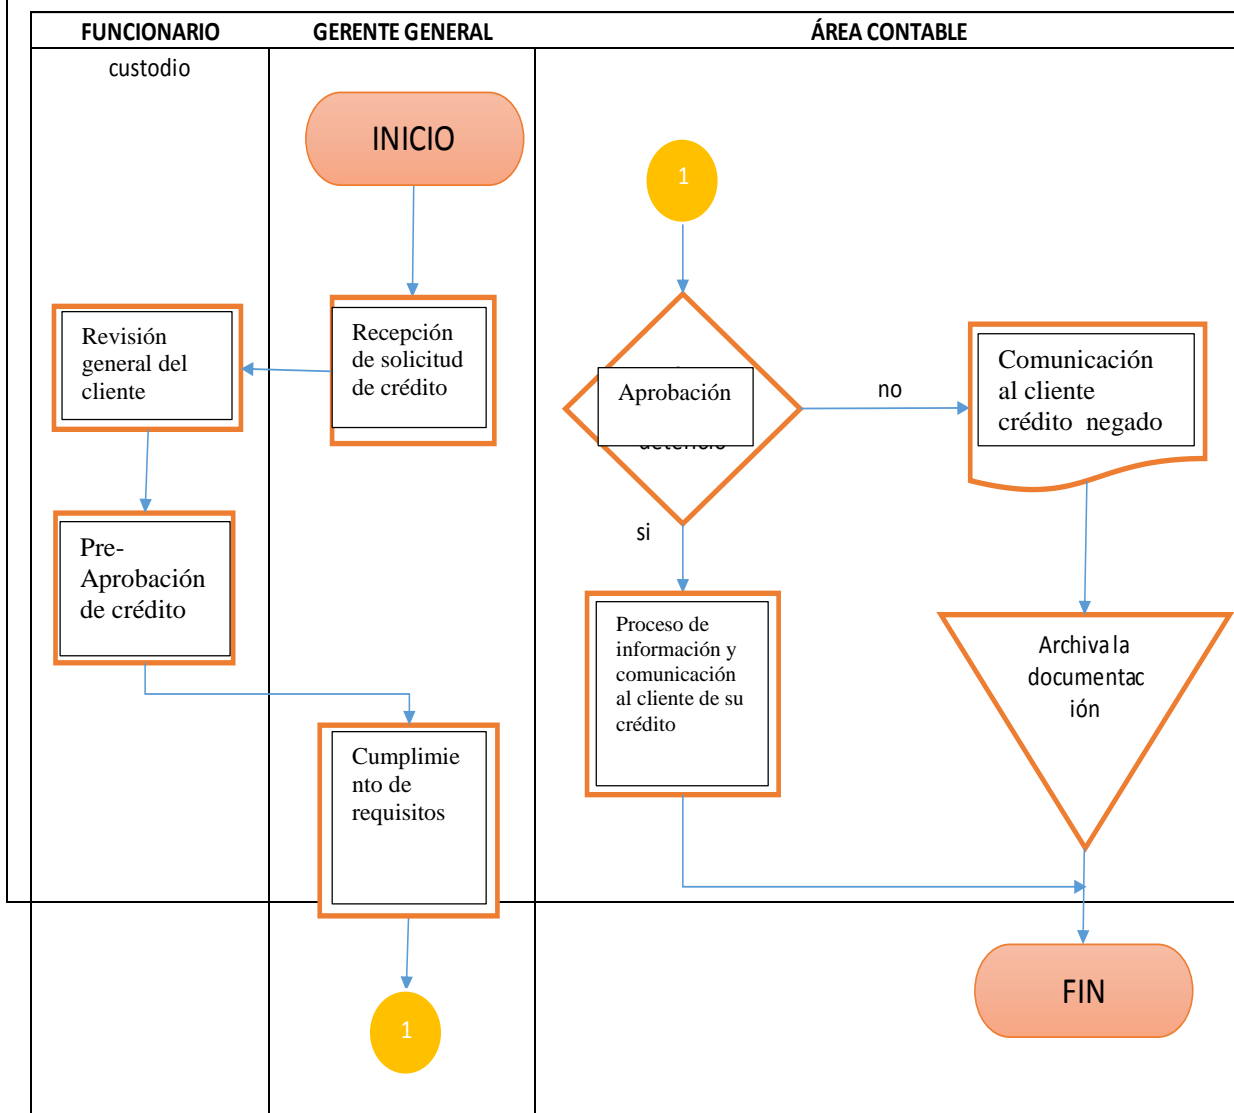 FUNCIONARIO
GERENTE GENERAL
ÁREA CONTABLE
custodio
INICIO
1
Revisión
general del
cliente
Recepción
de solicitud
de crédito
Aprobación
no
Comunicación
al cliente
crédito negado
si
Pre-
Aprobación
de crédito
Proceso de
información y
comunicación
al cliente de su
crédito
Archiva la
documentac
ión
Cumplimie
nto de
requisitos
FIN
1